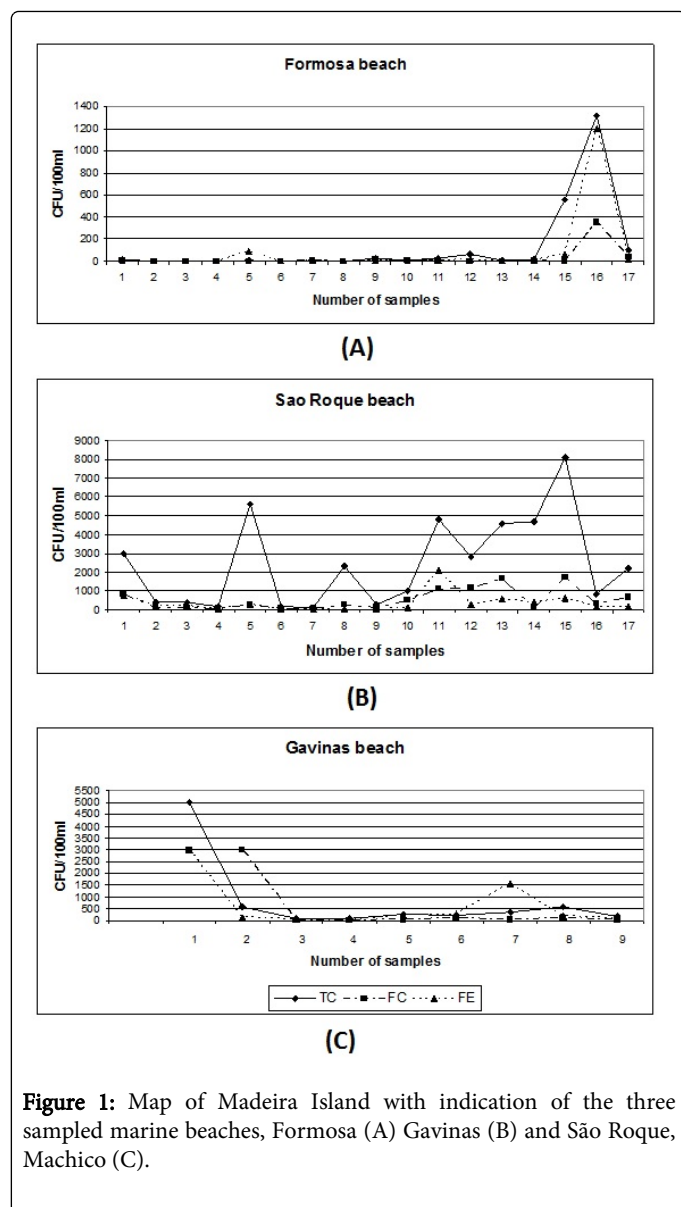 Formosa beach
1400
1200
1000
800
600
400
200
0
CFU/100ml
1 2 3 4 5 6 7 8 9 10 11 12 13 14 15 16 17
Number of samples
(A)
Sao Roque beach
9000
8000
7000
6000
5000
4000
3000
2000
1000
0
CFU/100ml
1 2 3 4 5 6 7 8 9 10 11 12 13 14 15 16 17
Number of samples
(B)
Gavinas beach
5500
5000
4500
4000
3500
3000
2500
2000
1500
1000
500
0
CFU/100ml
1 2 3 4 5 6 7 8 9
Number of samples
TC FC FE
(C)
Figure 1: Map of Madeira Island with indication of the three
sampled marine beaches, Formosa (A) Gavinas (B) and São Roque,
Machico (C).